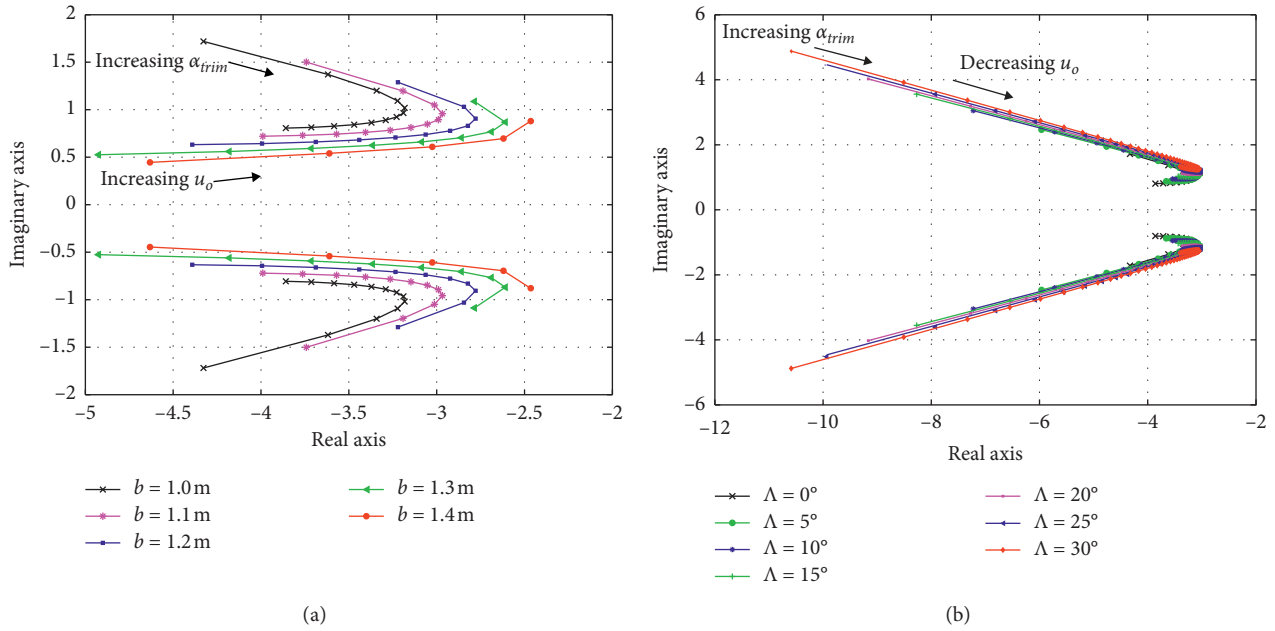 2
1.5
1
0.5
0
−0.5
−1
−1.5
−2
Imaginary axis
Increasing α_trim
Increasing u_o
−5
−4.5
−4
−3.5
−3
−2.5
−2
Real axis
b = 1.0 m
b = 1.1 m
b = 1.2 m
b = 1.3 m
b = 1.4 m
(a)
6
4
2
0
−2
−4
−6
Imaginary axis
Increasing α_trim
Decreasing u_o
−12
−10
−8
−6
−4
−2
Real axis
Λ = 0°
Λ = 5°
Λ = 10°
Λ = 15°
Λ = 20°
Λ = 25°
Λ = 30°
(b)